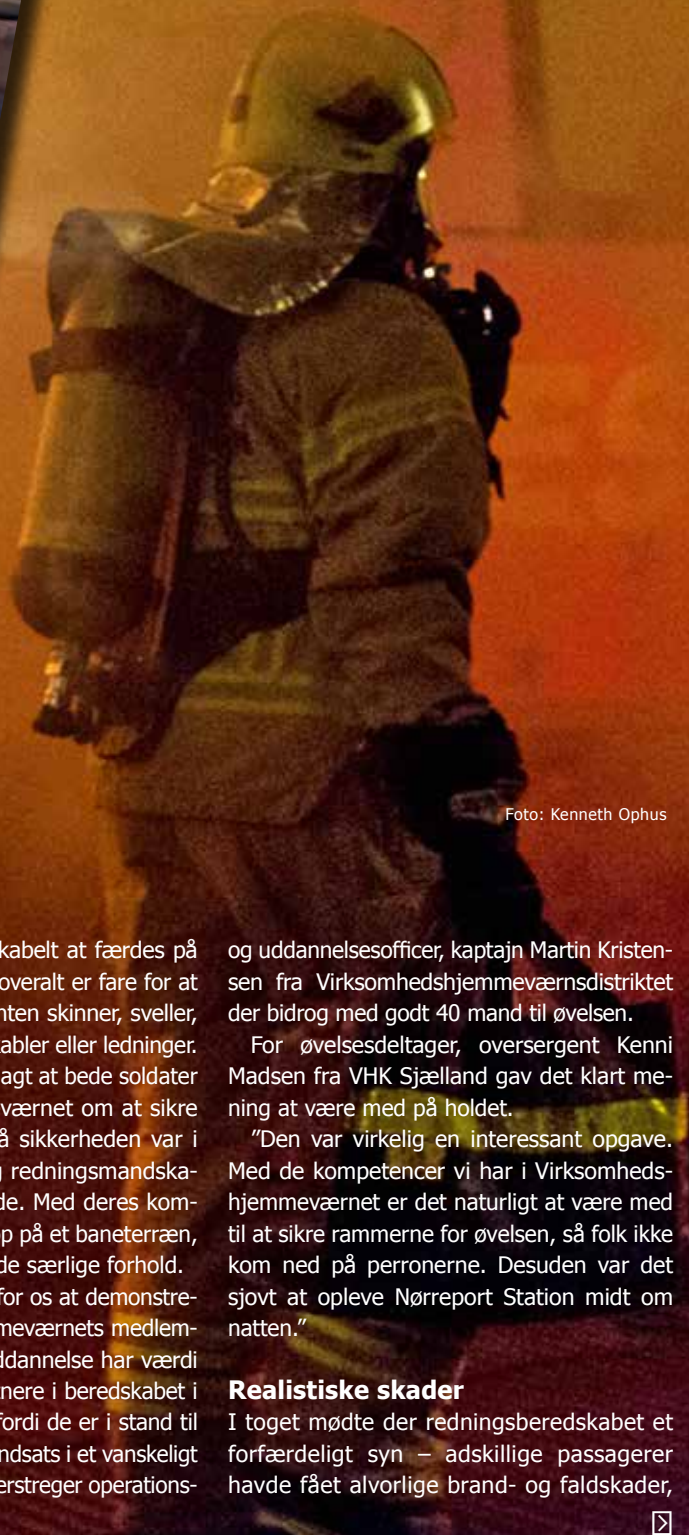 Foto: Kenneth Ophus
kabelt at færdes på
overalt er fare for at
nten skinner, sveller,
kabler eller ledninger.
lagt at bede soldater
værnet om at sikre
å sikkerheden var i
g redningsmandska-
de. Med deres kom-
op på et baneterræn,
de særlige forhold.
for os at demonstre-
meværnets medlem-
ddannelse har værdi
tnere i beredskabet i
fordi de er i stand til
ndsats i et vanskeligt
erstreger operations-
og uddannelsesofficer, kaptajn Martin Kristen-
sen fra Virksomhedshjemmeværnsdistriktet
der bidrog med godt 40 mand til øvelsen.
For øvelsesdeltager, oversergent Kenni
Madsen fra VHK Sjælland gav det klart me-
ning at være med på holdet.
”Den var virkelig en interessant opgave.
Med de kompetencer vi har i Virksomheds-
hjemmeværnet er det naturligt at være med
til at sikre rammerne for øvelsen, så folk ikke
kom ned på perronerne. Desuden var det
sjovt at opleve Nørreport Station midt om
natten.”
Realistiske skader
I toget mødte der redningsberedskabet et
forfærdeligt syn – adskillige passagerer
havde fået alvorlige brand- og faldskader,